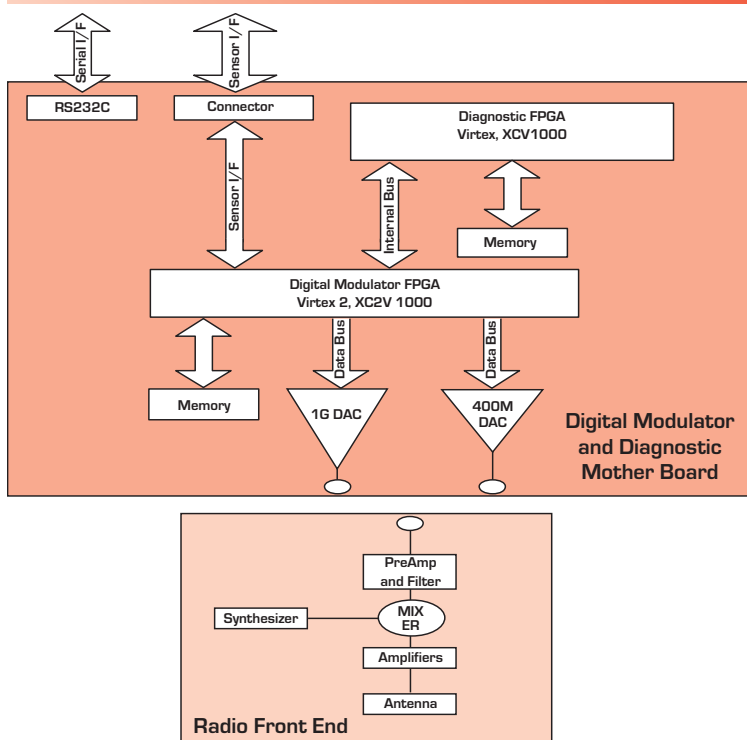 Serial I/F
Sensor I/F
RS232C
Connector
Diagnostic FPGA
Virtex, XCV1000
Sensor I/F
Internal Bus
Memory
Digital Modulator FPGA
Virtex 2, XC2V 1000
Data Bus
Data Bus
Memory
1G DAC
400M
DAC
Digital Modulator
and Diagnostic
Mother Board
PreAmp
and Filter
Synthesizer
MIX
ER
Amplifiers
Antenna
Radio Front End